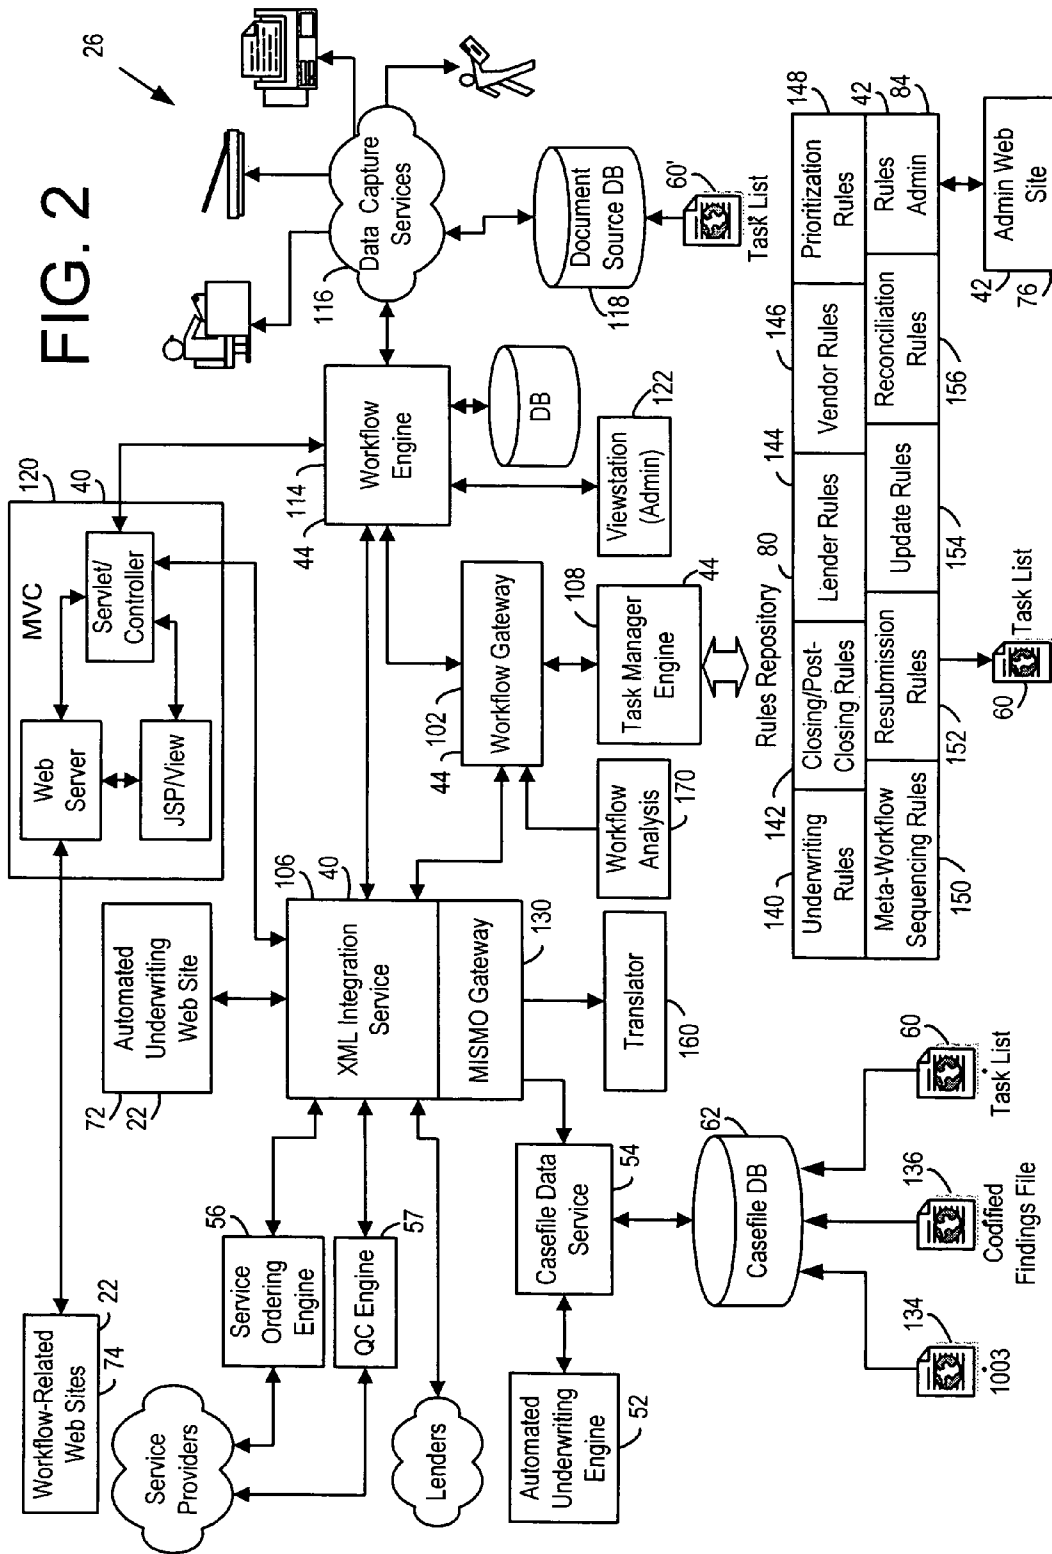 FIG. 2
26
Workflow-Related
Web Sites
22
74
Service
Providers
Lenders
Service
Ordering
Engine
56
QC Engine
57
Automated
Underwriting
Engine
52
Automated
Underwriting
Web Site
72
22
MVC
120
40
Web
Server
JSP/View
Servlet/
Controller
XML Integration
Service
106
40
MISMO Gateway
130
Translator
160
Casefile Data
Service
54
Casefile DB
62
134
1003
136
Codified
Findings File
60
Task List
Workflow
Engine
114
44
DB
Viewstation
(Admin)
122
Workflow Gateway
102
44
Workflow
Analysis
170
Task Manager
Engine
108
44
Data Capture
Services
116
Document
Source DB
118
60'
Task List
Rules Repository
80
140
142
144
146
148
Underwriting
Rules
Closing/Post-
Closing Rules
Lender Rules
Vendor Rules
Prioritization
Rules
42
84
Meta-Workflow
Sequencing Rules
Resubmission
Rules
Update Rules
Reconciliation
Rules
Rules
Admin
150
152
154
156
60
Task List
Admin Web
Site
42
76